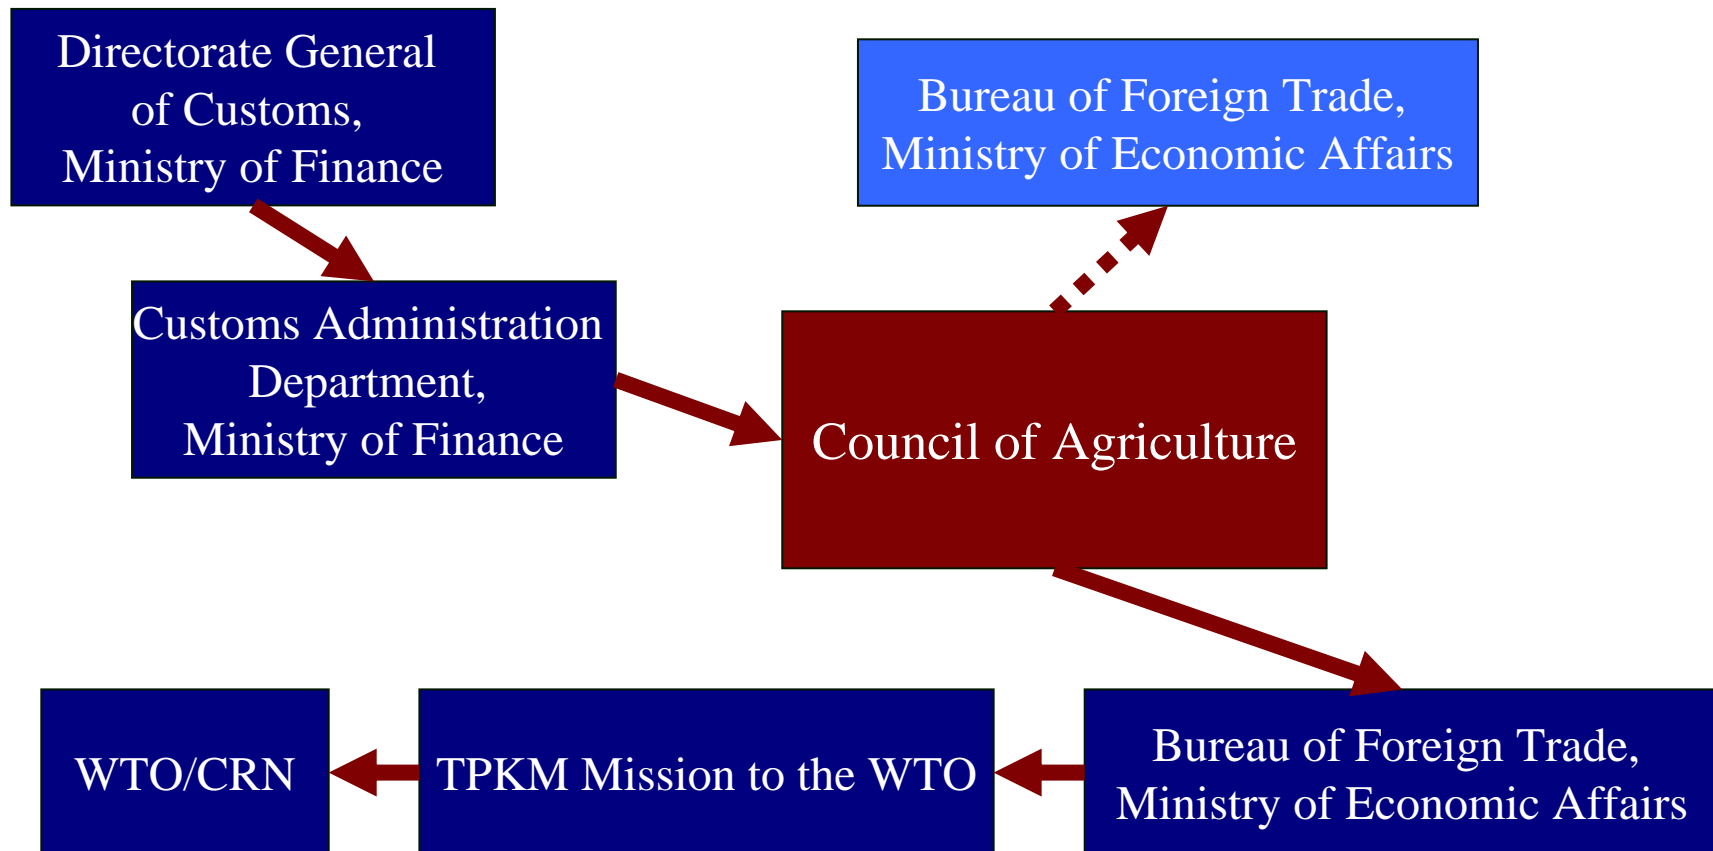 Directorate General
of Customs,
Ministry of Finance
Bureau of Foreign Trade,
Ministry of Economic Affairs
Customs Administration
Department,
Ministry of Finance
Council of Agriculture
WTO/CRN
TPKM Mission to the WTO
Bureau of Foreign Trade,
Ministry of Economic Affairs